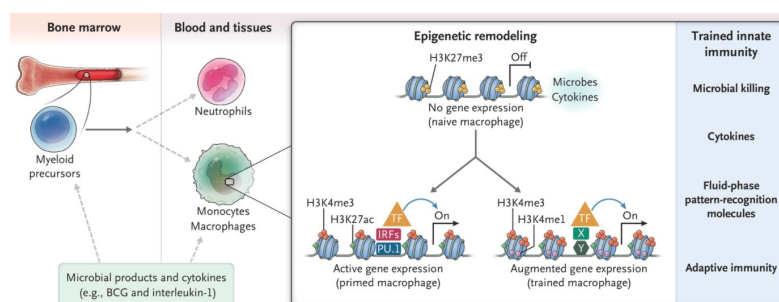 Bone marrow
Myeloid
precursors
Blood and tissues
Neutrophils
Monocytes
Macrophages
Microbial products and cytokines
(e.g., BCG and interleukin-1)
Epigenetic remodeling
H3K27me3
Off
Microbes
Cytokines
No gene expression
(naive macrophage)
H3K4me3
H3K27ac
TF
IRFs
PU.1
On
Active gene expression
(primed macrophage)
H3K4me3
H3K4me1
TF
X
Y
On
Augmented gene expression
(trained macrophage)
Trained innate
immunity
Microbial killing
Cytokines
Fluid-phase
pattern-recognition
molecules
Adaptive immunity